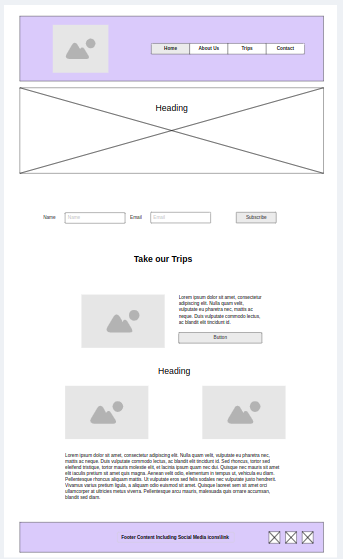 Home About Us Trips Contact
Heading
Name Name Email Email Subscribe
Take our Trips
Lorem ipsum dolor sit amet, consectetur
adipiscing elit. Nulla quam velit,
vulputate eu pharetra nec, mattis ac
neque. Duis vulputate commodo lectus,
ac blandit elit tincidunt id.
Button
Heading
Lorem ipsum dolor sit amet, consectetur adipiscing elit. Nulla quam velit, vulputate eu pharetra nec,
mattis ac neque. Duis vulputate commodo lectus, ac blandit elit tincidunt id. Sed rhoncus, tortor sed
eleifend tristique, tortor mauris molestie elit, et lacinia ipsum quam nec dui. Quisque nec mauris sit amet
elit iaculis pretium sit amet quis magna. Aenean velit odio, elementum in tempus ut, vehicula eu diam.
Pellentesque rhoncus aliquam mattis. Ut vulputate eros sed felis sodales nec vulputate justo hendrerit.
Vivamus varius pretium ligula, a aliquam odio euismod sit amet. Quisque laoreet sem sit amet orci
ullamcorper at ultricies metus viverra. Pellentesque arcu mauris, malesuada quis ornare accumsan,
blandit sed diam.
Footer Content Including Social Media icons/link